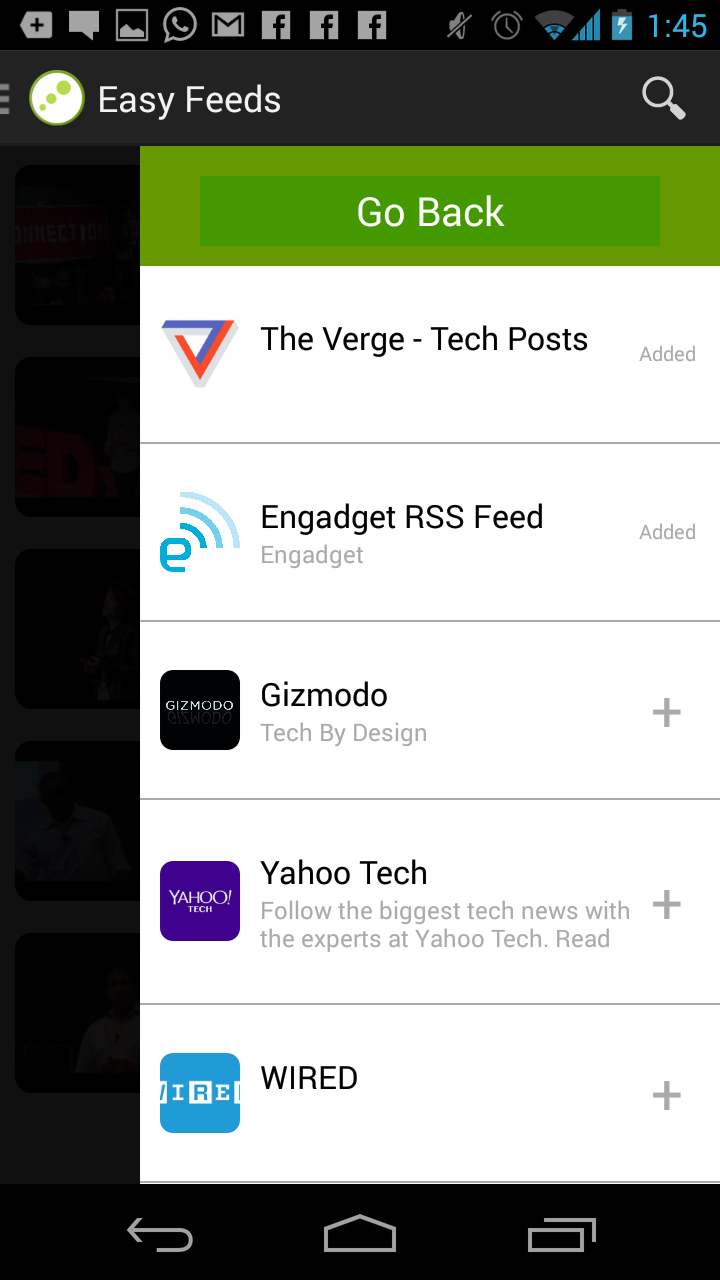 1:45
Easy Feeds
Go Back
The Verge - Tech Posts
Added
Engadget RSS Feed
Engadget
Added
GIZMODO
Gizmodo
Tech By Design
YAHOO!
TECH
Yahoo Tech
Follow the biggest tech news with
the experts at Yahoo Tech. Read
WIRED
WIRED